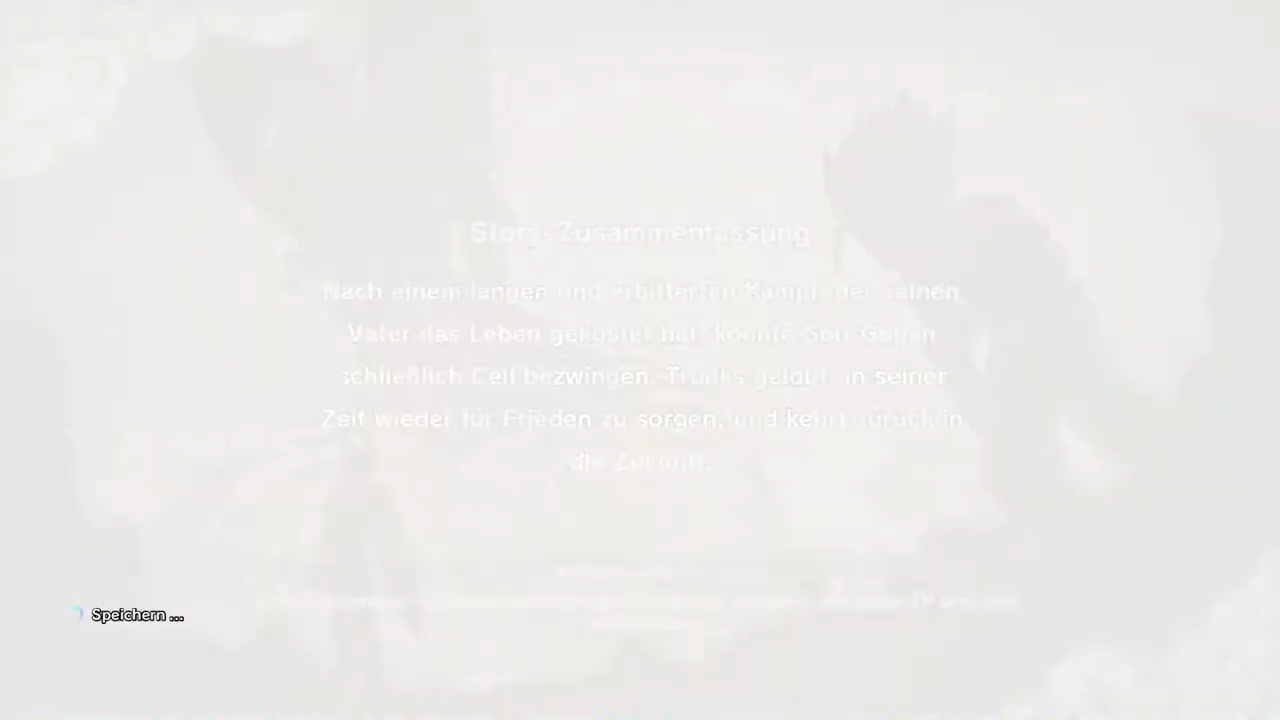 Story-Zusammenfassung
Nach einem langen und erbitterten Kampf, der seinen
Vater das Leben gekostet hat, konnte Son Gohan
schließlich Cell bezwingen. Trunks gelobt, in seiner
Zeit wieder für Frieden zu sorgen, und kehrt zurück in
die Zukunft.
Speichern ...